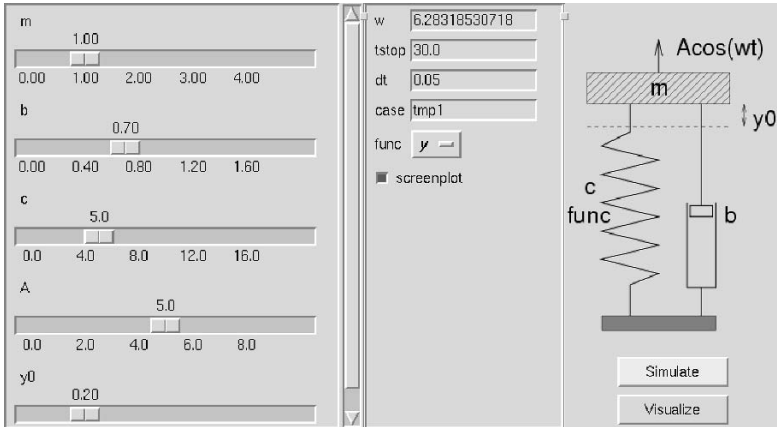 m
1.00
0.00 1.00 2.00 3.00 4.00
b
0.70
0.00 0.40 0.80 1.20 1.60
c
5.0
0.0 4.0 8.0 12.0 16.0
A
5.0
0.0 2.0 4.0 6.0 8.0
y0
0.20
w 6.28318530718
tstop 30.0
dt 0.05
case tmp1
func y
screenplot
Acos(wt)
m
y0
c
func
b
Simulate
Visualize